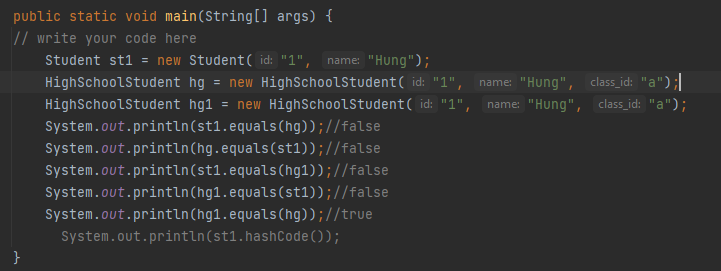 public static void main(String[] args) {
// write your code here
Student st1 = new Student( id: "1", name: "Hung");
HighSchoolStudent hg = new HighSchoolStudent( id: "1", name: "Hung", class_id: "a");
HighSchoolStudent hg1 = new HighSchoolStudent( id: "1", name: "Hung", class_id: "a");
System.out.println(st1.equals(hg));//false
System.out.println(hg.equals(st1));//false
System.out.println(st1.equals(hg1));//false
System.out.println(hg1.equals(st1));//false
System.out.println(hg1.equals(hg));//true
System.out.println(st1.hashCode());
}